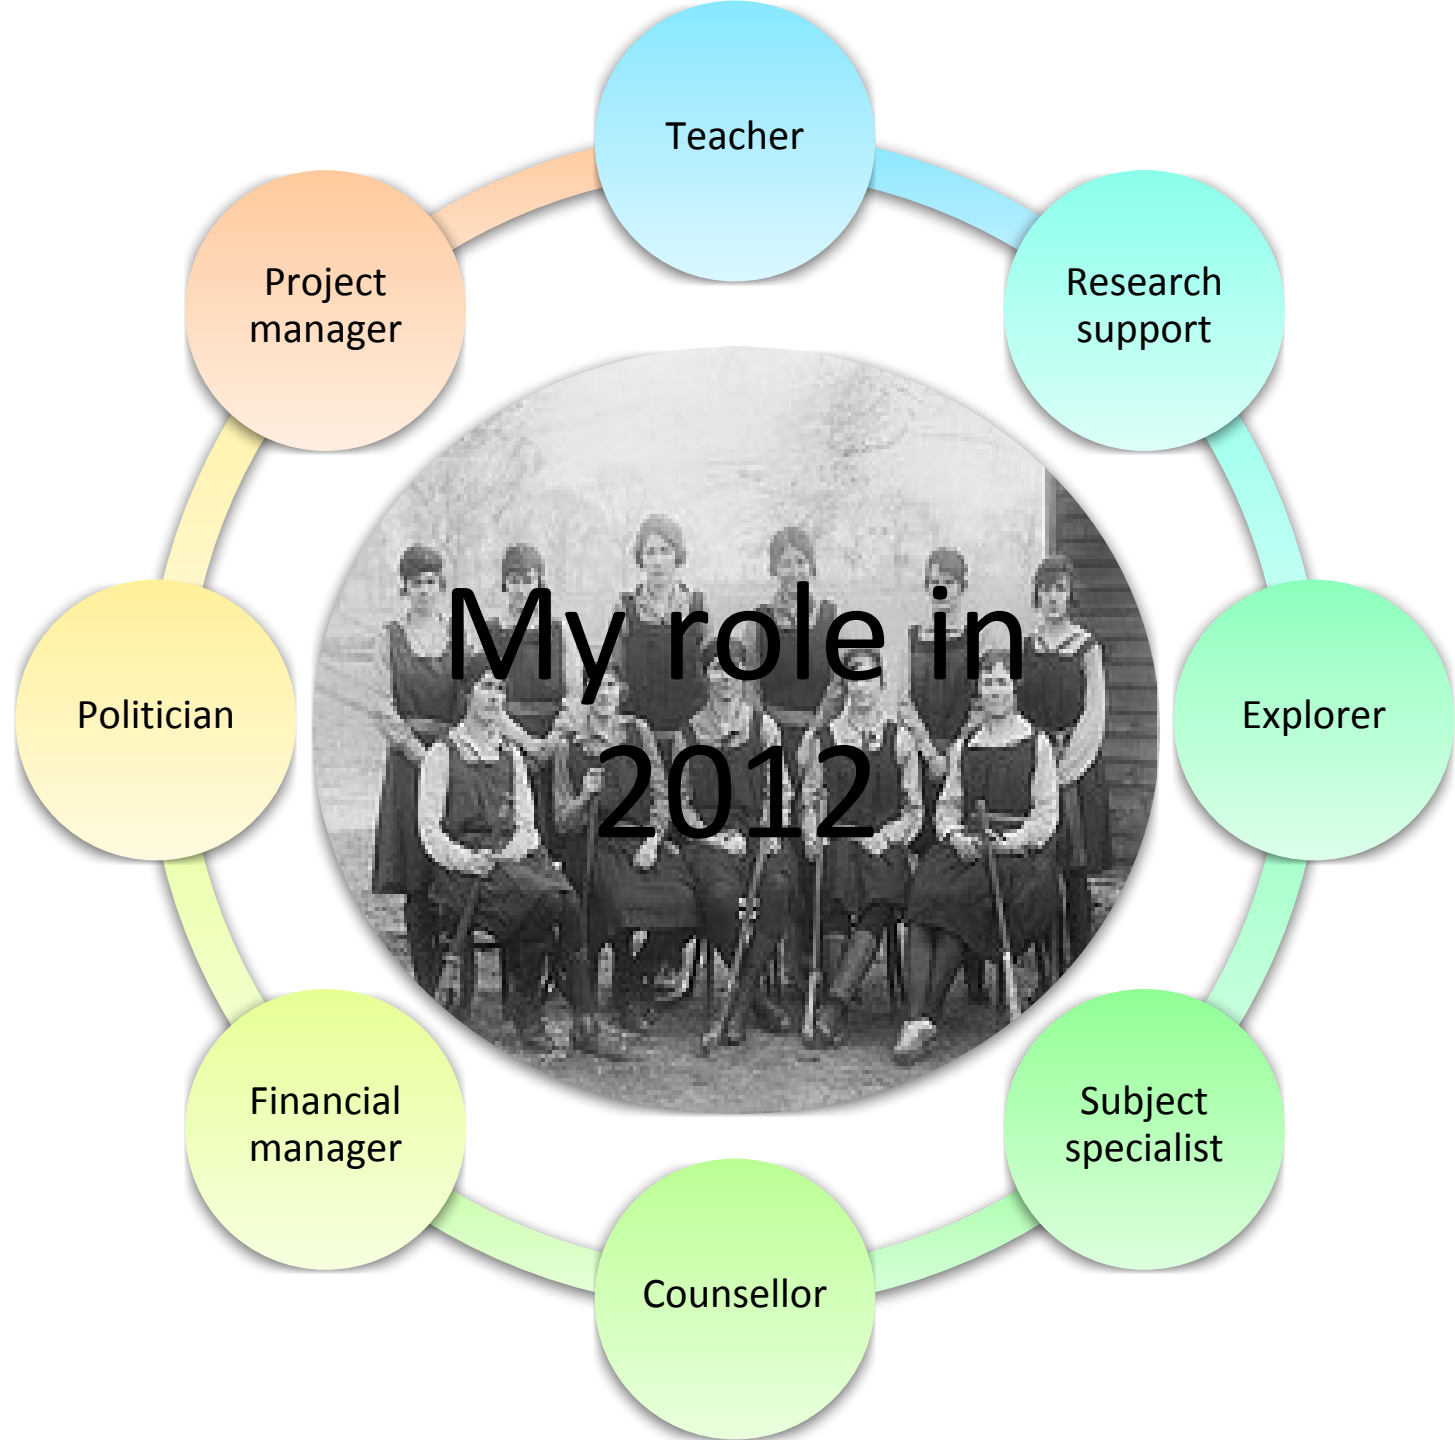 Teacher
Research
support
Explorer
Subject
specialist
Counsellor
Financial
manager
Politician
Project
manager
My role in
2012